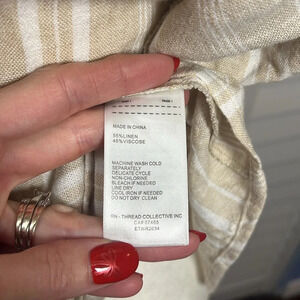 MADE IN CHINA
55%LINEN
45%VISCOSE
MACHINE WASH COLD
SEPARATELY
DELICATE CYCLE
NON-CHLORINE
BLEACH IF NEEDED
LINE DRY
COOL IRON IF NEEDED
DO NOT DRY CLEAN
RN - THREAD COLLECTIVE INC